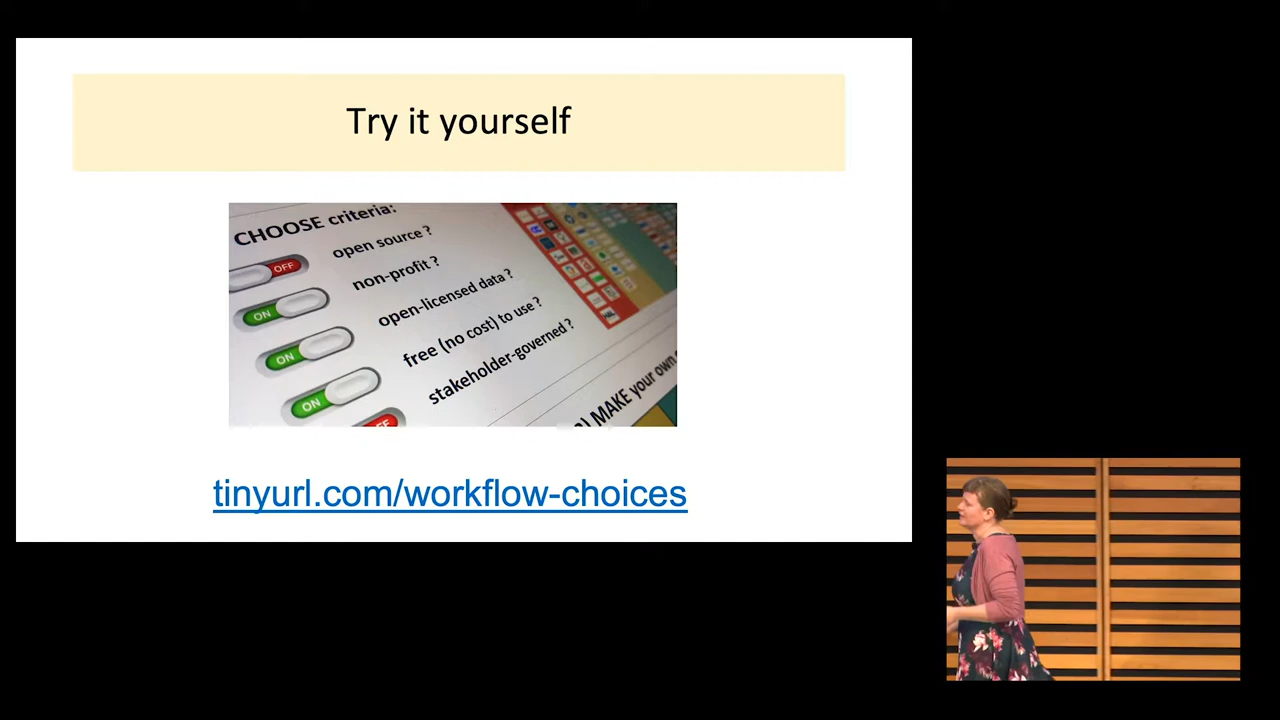 Try it yourself
CHOOSE criteria:
OFF
open source ?
ON
non-profit ?
ON
open-licensed data ?
ON
free (no cost) to use ?
stakeholder-governed ?
MAKE your own
tinyurl.com/workflow-choices